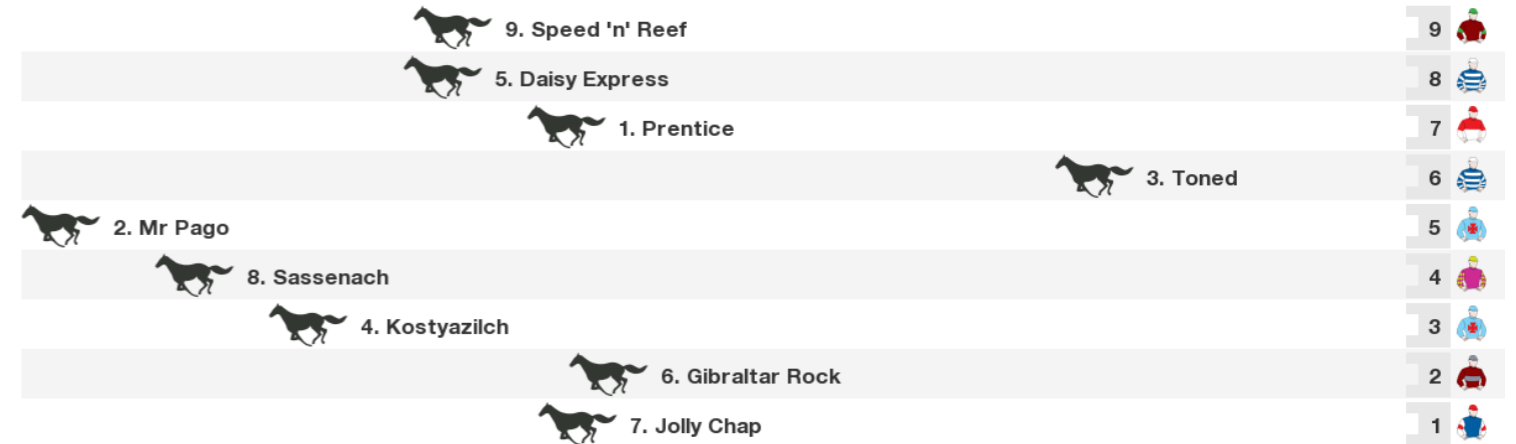 9. Speed 'n' Reef 9
5. Daisy Express 8
1. Prentice 7
3. Toned 6
2. Mr Pago 5
8. Sassenach 4
4. Kostyazilch 3
6. Gibraltar Rock 2
7. Jolly Chap 1